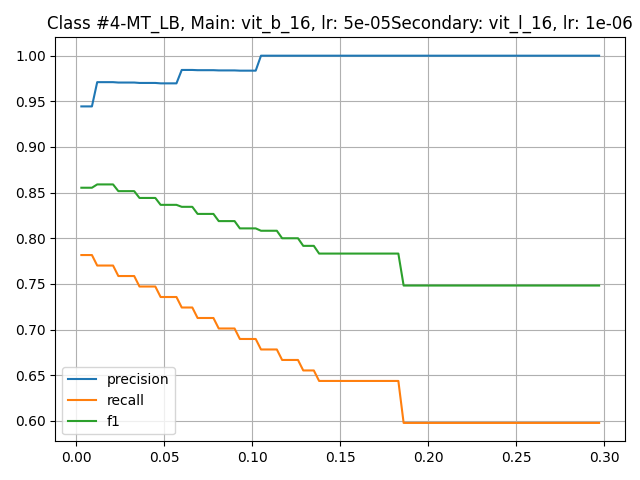 Class #4-MT_LB, Main: vit_b_16, lr: 5e-05Secondary: vit_l_16, lr: 1e-06
1.00
0.95
0.90
0.85
0.80
0.75
0.70
0.65
0.60
precision
recall
f1
0.00 0.05 0.10 0.15 0.20 0.25 0.30